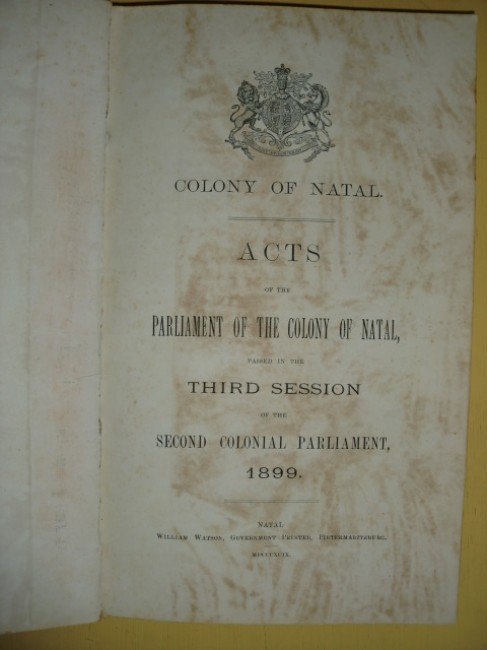 COLONY OF NATAL.
ACTS
OF THE
PARLIAMENT OF THE COLONY OF NATAL,
PASSED IN THE
THIRD SESSION
OF THE
SECOND COLONIAL PARLIAMENT,
1899.
NATAL
WILLIAM WATSON, GOVERNMENT PRINTER, PIETERMARITZBURG.
MDCCCXCIX.